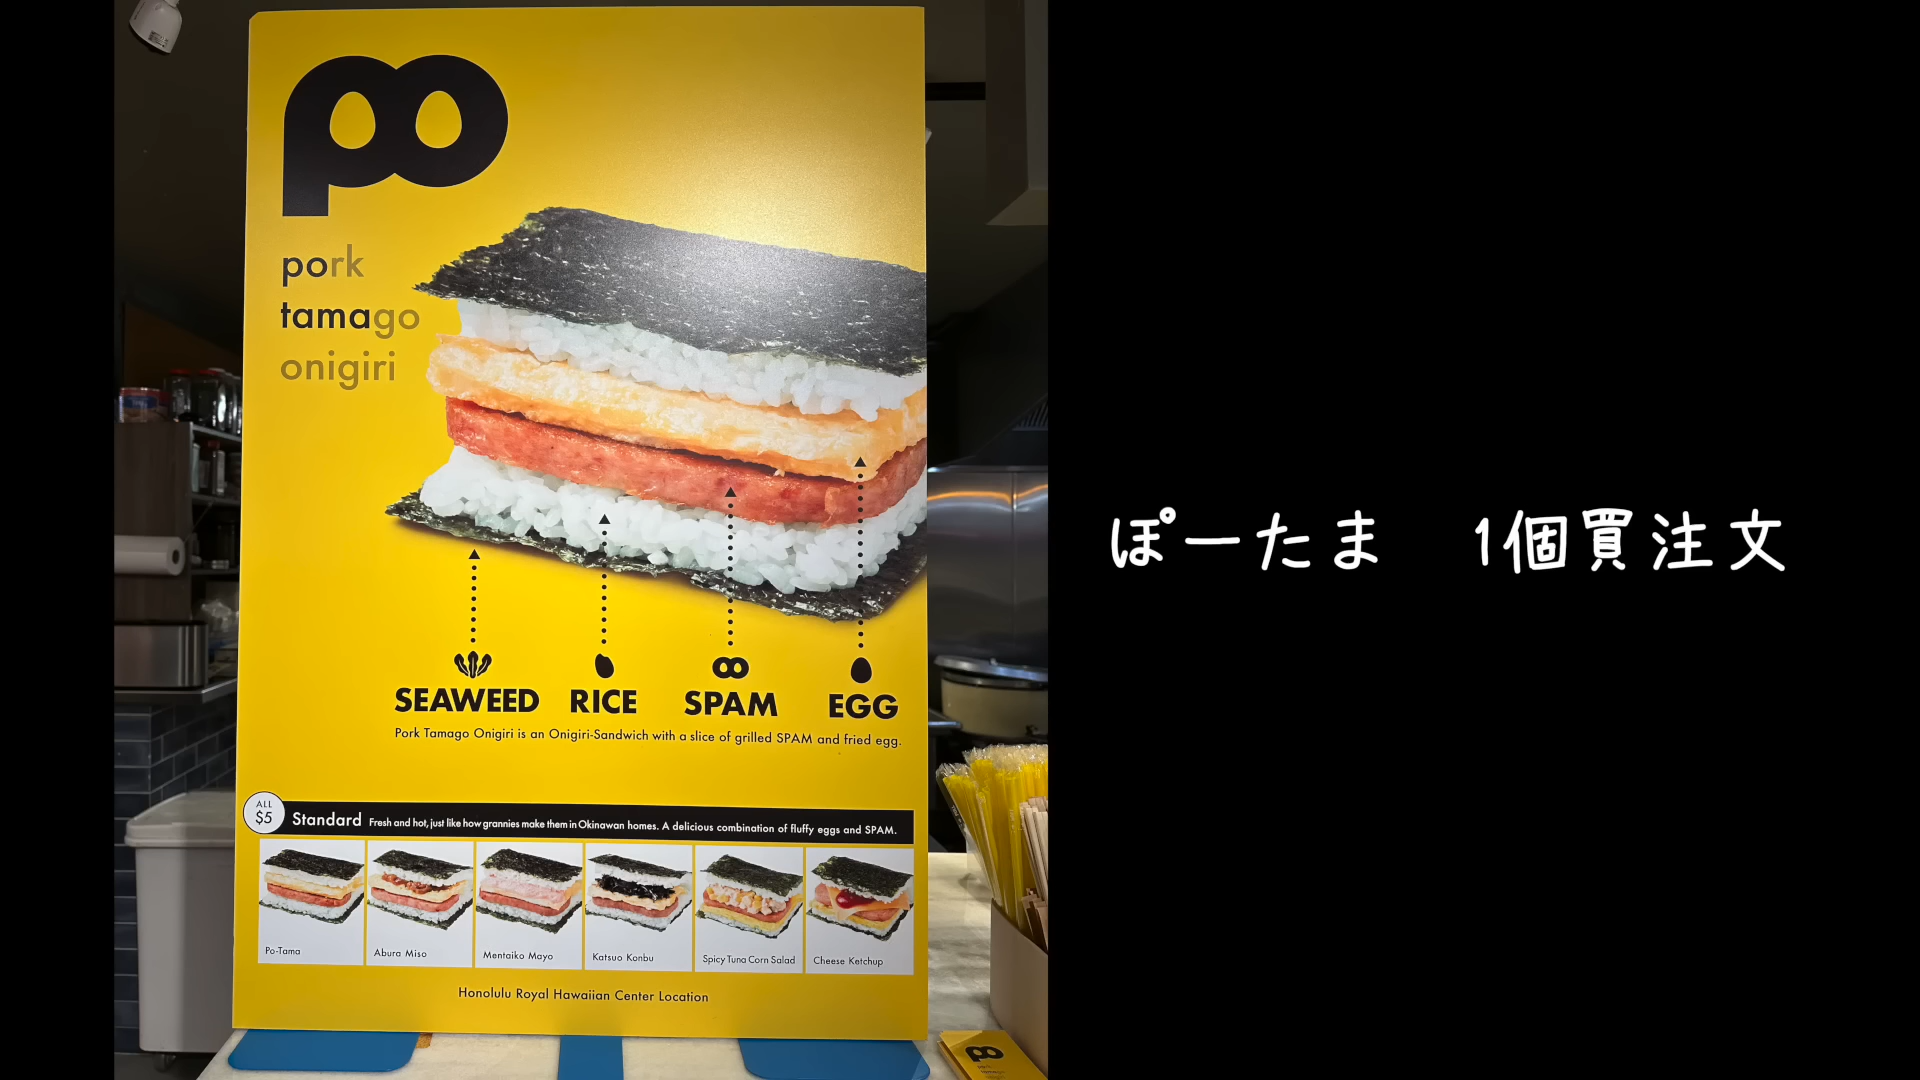 po
pork
tamago
onigiri
SEAWEED RICE SPAM EGG
Pork Tamago Onigiri is an Onigiri-Sandwich with a slice of grilled SPAM and fried egg.
ALL
$5
Standard Fresh and hot, just like how grannies make them in Okinawan homes. A delicious combination of fluffy eggs and SPAM.
Po-Tama Abura Miso Mentaiko Mayo Katsuo Konbu Spicy Tuna Corn Salad Cheese Ketchup
Honolulu Royal Hawaiian Center Location
po
ぽーたま 1個買注文